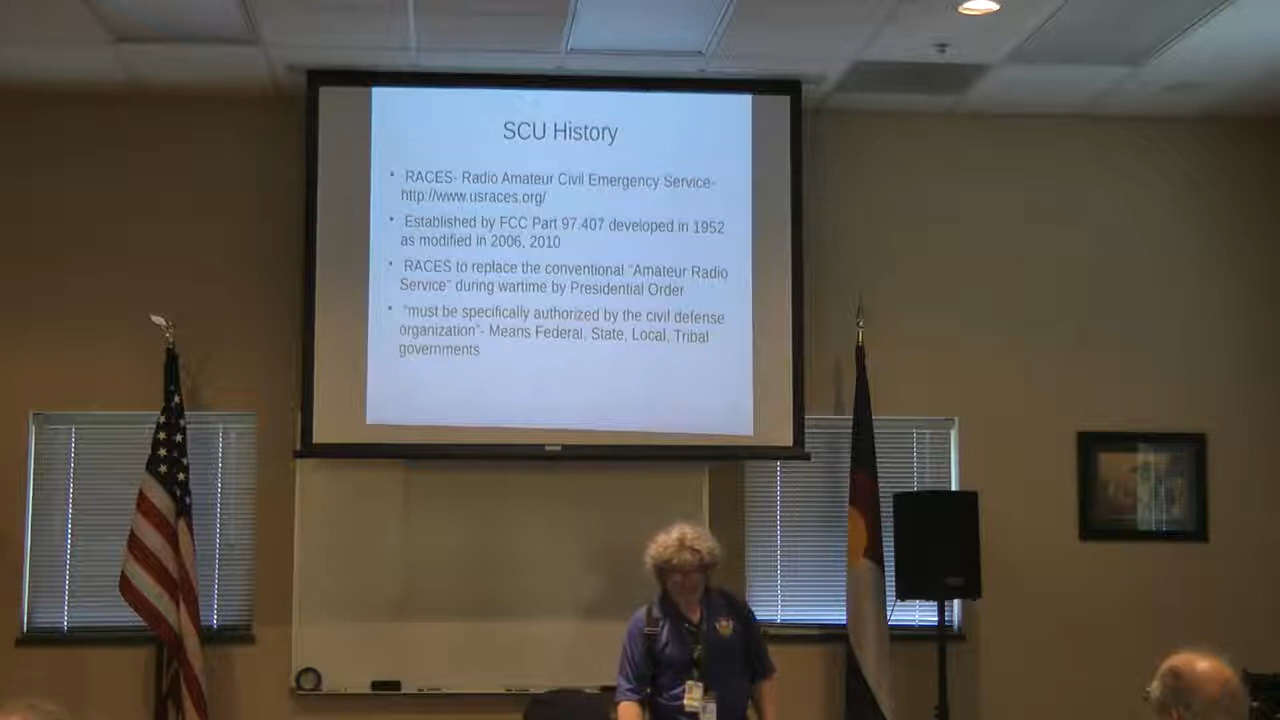 SCU History
• RACES- Radio Amateur Civil Emergency Service-
http://www.usraces.org/
• Established by FCC Part 97.407 developed in 1952
as modified in 2006, 2010
• RACES to replace the conventional "Amateur Radio
Service" during wartime by Presidential Order
• "must be specifically authorized by the civil defense
organization"- Means Federal, State, Local, Tribal
governments